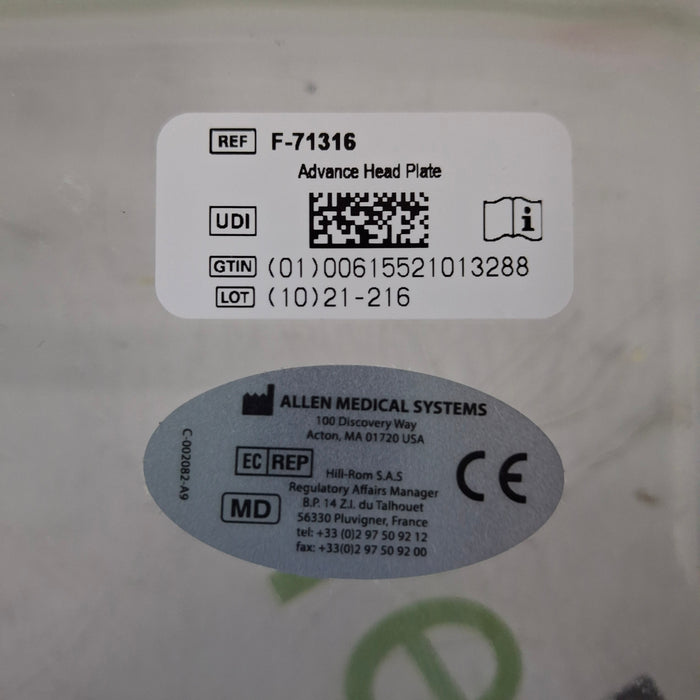 REF F-71316
Advance Head Plate
UDI
GTIN (01)00615521013288
LOT (10)21-216
ALLEN MEDICAL SYSTEMS
100 Discovery Way
Acton, MA 01720 USA
EC REP
Hill-Rom S.A.S
Regulatory Affairs Manager
MD
B.P. 14 Z.I. du Talhouet
56330 Pluvigner, France
tel: +33 (0)2 97 50 92 12
fax: +33(0)2 97 50 92 00
CE
C-002082-A9
e